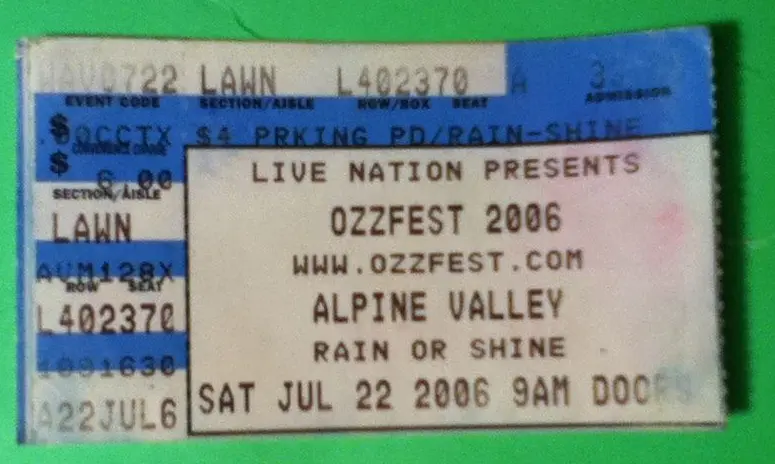 WAV0722 LAWN L402370 A
EVENT CODE SECTION/AISLE ROW/BOX SEAT ADMISSION
$ CCTX $4 PRKING PD/RAIN-SHINE
$ 6.00
SECTION/AISLE
LAWN
AVM128X
ROW SEAT
L402370
A22JUL6
LIVE NATION PRESENTS
OZZFEST 2006
WWW.OZZFEST.COM
ALPINE VALLEY
RAIN OR SHINE
SAT JUL 22 2006 9AM DOORS